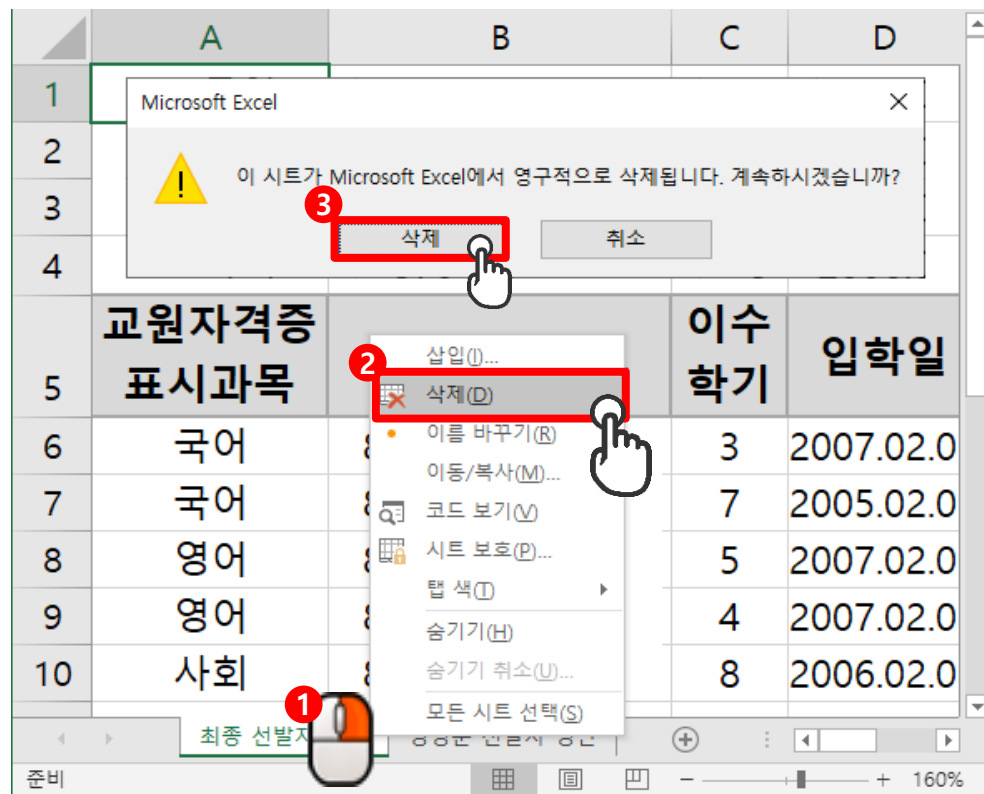 A B C D
1
Microsoft Excel
2
이 시트가 Microsoft Excel에서 영구적으로 삭제됩니다. 계속하시겠습니까?
3
3
삭제 취소
4
교원자격증 이수
표시과목 학기 입학일
5
삽입(I)...
2
삭제(D)
이름 바꾸기(R)
이동/복사(M)...
코드 보기(V)
시트 보호(P)...
탭 색(T)
숨기기(H)
숨기기 취소(U)...
모든 시트 선택(S)
6 국어 3 2007.02.0
7 국어 7 2005.02.0
8 영어 5 2007.02.0
9 영어 4 2007.02.0
10 사회 8 2006.02.0
1
최종 선발자
준비 160%